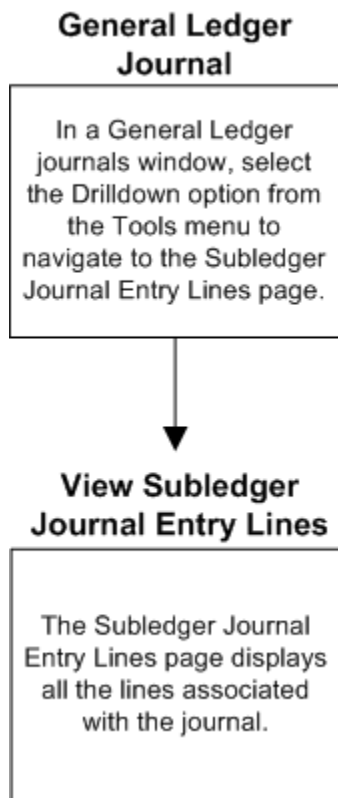 General Ledger
Journal
In a General Ledger
journals window, select
the Drilldown option from
the Tools menu to
navigate to the Subledger
Journal Entry Lines page.
View Subledger
Journal Entry Lines
The Subledger Journal
Entry Lines page displays
all the lines associated
with the journal.